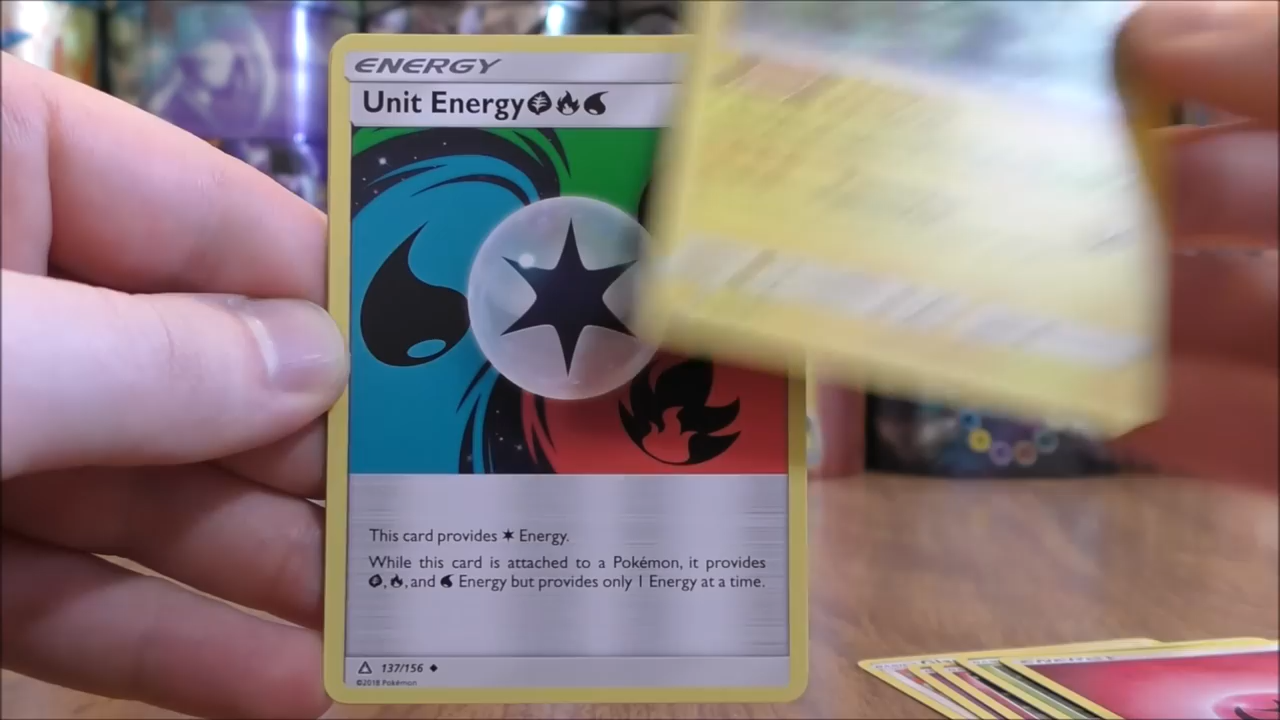 ENERGY
Unit Energy
This card provides Energy.
While this card is attached to a Pokémon, it provides
, , and Energy but provides only 1 Energy at a time.
137/156
©2018 Pokémon
ENERGY